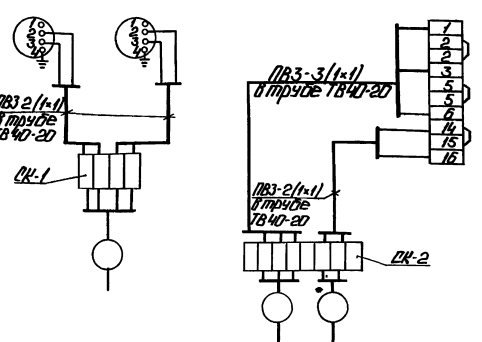 1
2
3
4
1
2
3
4
ПВ3 2(1×1)
В трубе
ТВ40-20
СК-1
ПВ3-3(1×1)
В трубе ТВ40-20
ПВ3-2(1×1)
В трубе
ТВ40-20
СК-2
1
2
2
3
5
5
6
14
15
16